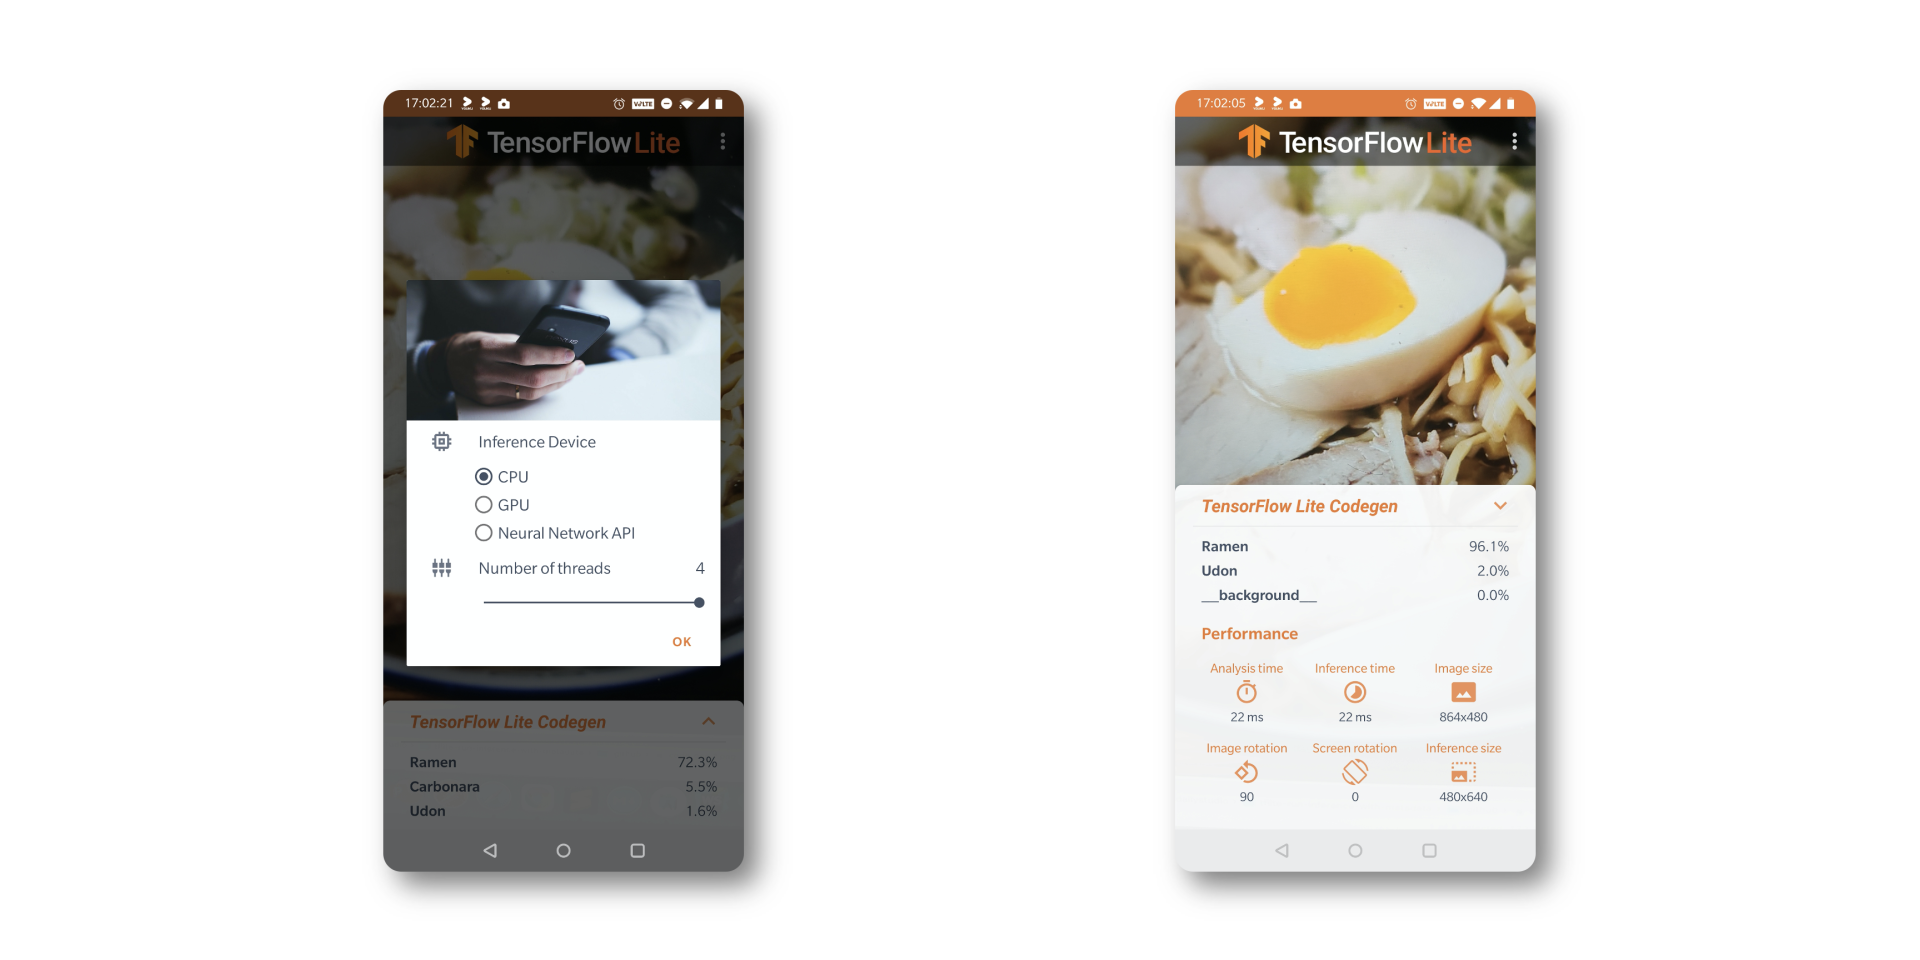 17:02:21
VoLTE
TensorFlow Lite
Inference Device
CPU
GPU
Neural Network API
Number of threads 4
OK
TensorFlow Lite Codegen
Ramen 72.3%
Carbonara 5.5%
Udon 1.6%
17:02:05
VoLTE
TensorFlow Lite
TensorFlow Lite Codegen
Ramen 96.1%
Udon 2.0%
__background__ 0.0%
Performance
Analysis time Inference time Image size
22 ms 22 ms 864x480
Image rotation Screen rotation Inference size
90 0 480x640